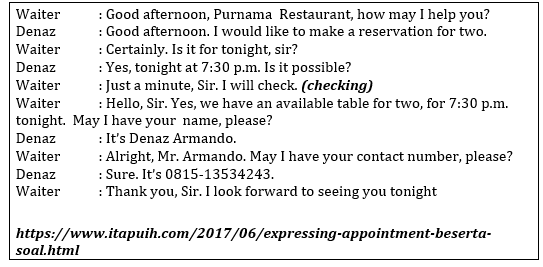 Waiter : Good afternoon, Purnama Restaurant, how may I help you?
Denaz : Good afternoon. I would like to make a reservation for two.
Waiter : Certainly. Is it for tonight, sir?
Denaz : Yes, tonight at 7:30 p.m. Is it possible?
Waiter : Just a minute, Sir. I will check. (checking)
Waiter : Hello, Sir. Yes, we have an available table for two, for 7:30 p.m.
tonight. May I have your name, please?
Denaz : It's Denaz Armando.
Waiter : Alright, Mr. Armando. May I have your contact number, please?
Denaz : Sure. It's 0815-13534243.
Waiter : Thank you, Sir. I look forward to seeing you tonight
https://www.itapuih.com/2017/06/expressing-appointment-beserta-
soal.html